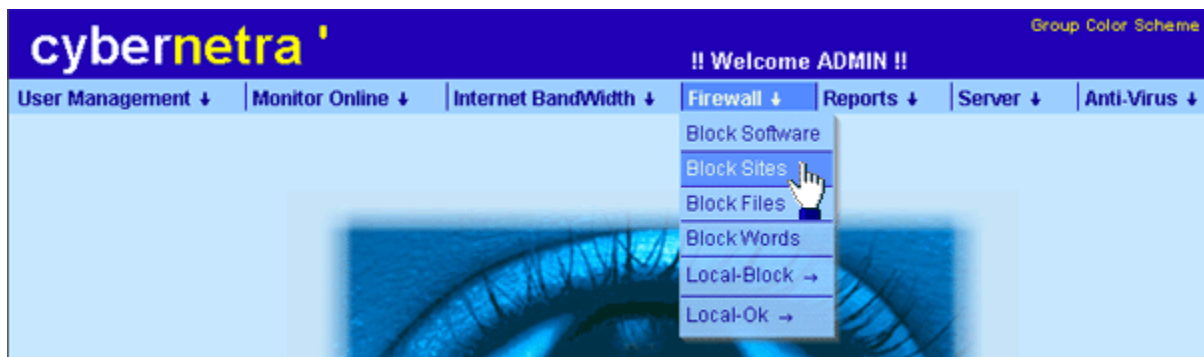 Group Color Scheme
cybernetra '
!! Welcome ADMIN !!
User Management ↓ Monitor Online ↓ Internet BandWidth ↓ Firewall ↓ Reports ↓ Server ↓ Anti-Virus ↓
Block Software
Block Sites
Block Files
Block Words
Local-Block →
Local-Ok →